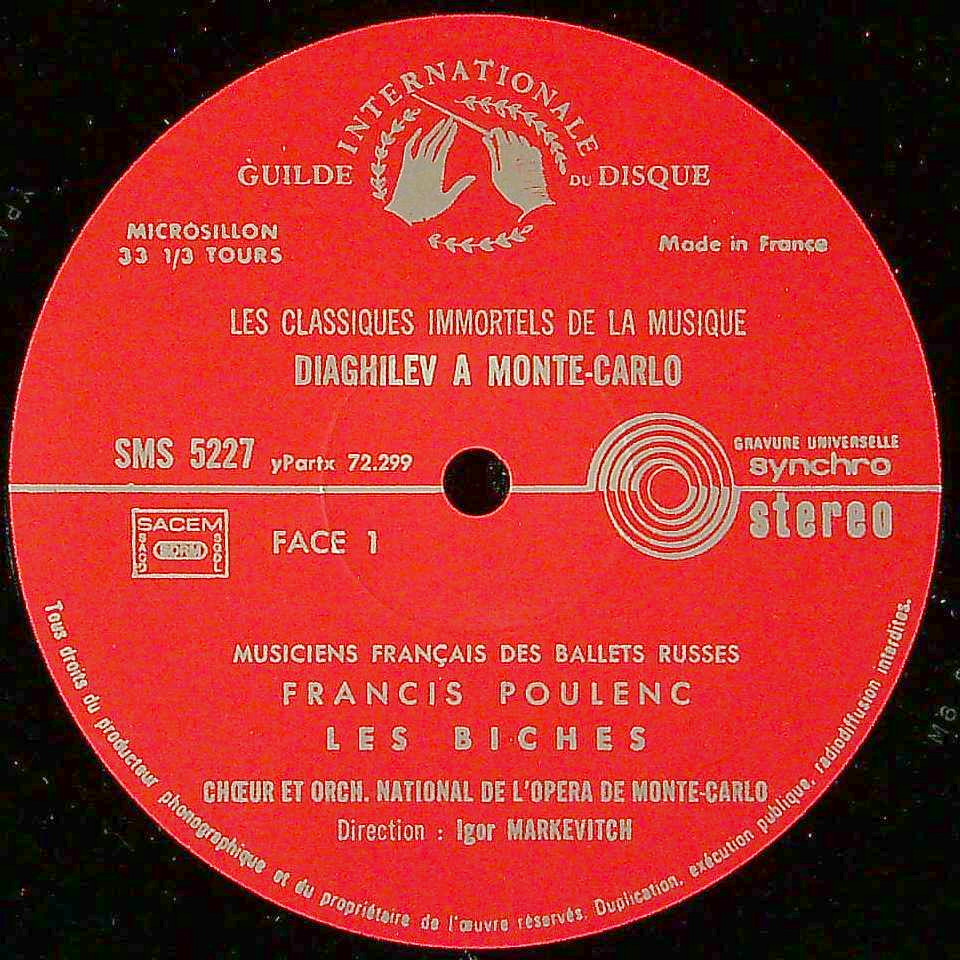 GUILDE INTERNATIONALE DU DISQUE
MICROSILLON
33 1/3 TOURS
Made in France
LES CLASSIQUES IMMORTELS DE LA MUSIQUE
DIAGHILEV A MONTE-CARLO
SMS 5227 yPartx 72.299
GRAVURE UNIVERSELLE
synchro
stereo
SACEM
SACD
BDRM
SGDL
FACE 1
MUSICIENS FRANÇAIS DES BALLETS RUSSES
FRANCIS POULENC
LES BICHES
CHŒUR ET ORCH. NATIONAL DE L'OPERA DE MONTE-CARLO
Direction : Igor MARKEVITCH
Tous droits du producteur phonographique et du propriétaire de l'œuvre réservés. Duplication, exécution publique, radiodiffusion interdites.